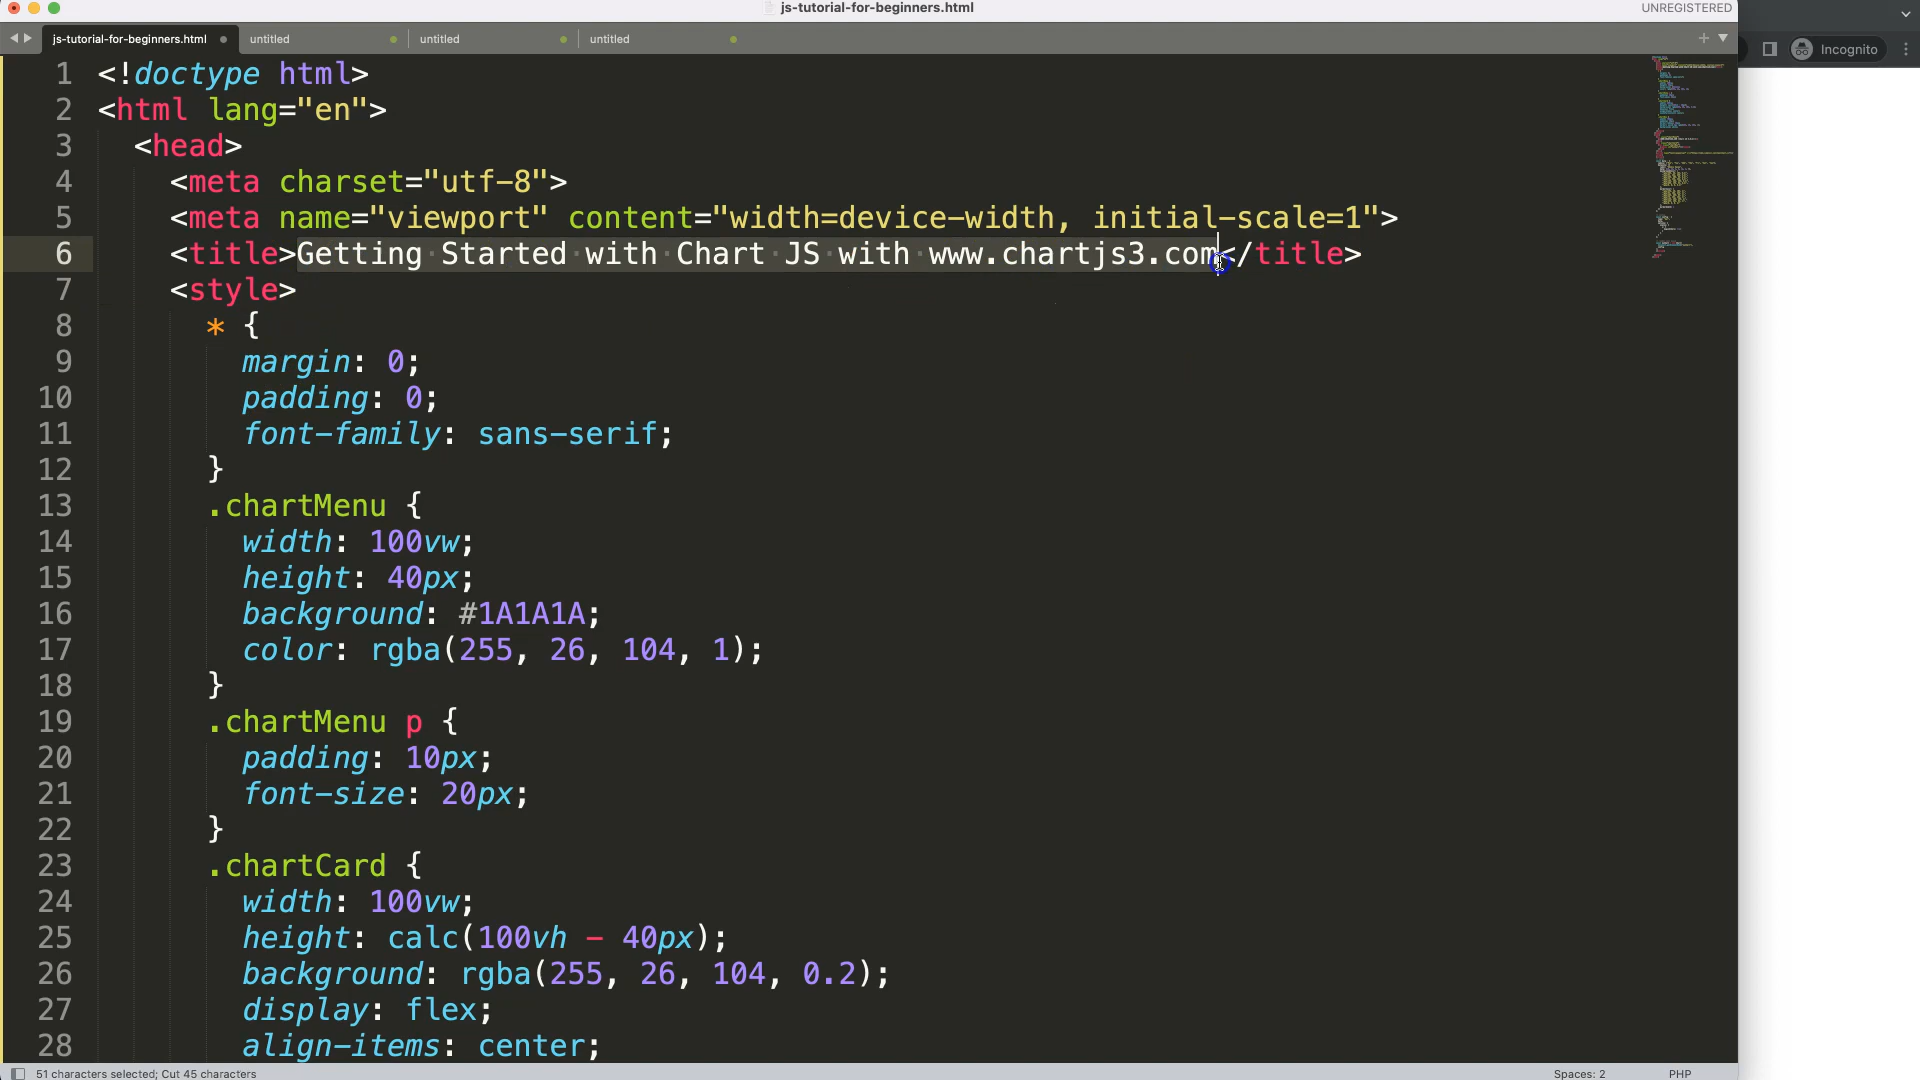 js-tutorial-for-beginners.html
UNREGISTERED
js-tutorial-for-beginners.html
untitled
untitled
untitled
Incognito
1 <!doctype html>
2 <html lang="en">
3 <head>
4 <meta charset="utf-8">
5 <meta name="viewport" content="width=device-width, initial-scale=1">
6 <title>Getting Started with Chart JS with www.chartjs3.com</title>
7 <style>
8 * {
9 margin: 0;
10 padding: 0;
11 font-family: sans-serif;
12 }
13 .chartMenu {
14 width: 100vw;
15 height: 40px;
16 background: #1A1A1A;
17 color: rgba(255, 26, 104, 1);
18 }
19 .chartMenu p {
20 padding: 10px;
21 font-size: 20px;
22 }
23 .chartCard {
24 width: 100vw;
25 height: calc(100vh - 40px);
26 background: rgba(255, 26, 104, 0.2);
27 display: flex;
28 align-items: center;
51 characters selected; Cut 45 characters
Spaces: 2
PHP